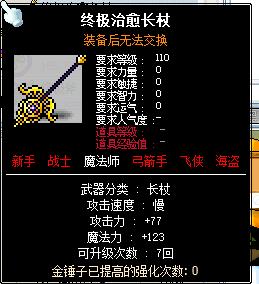 终极治愈长杖
装备后无法交换
要求等级： 110
要求力量： 0
要求敏捷： 0
要求智力： 0
要求运气： 0
要求人气度： -
道具等级： -
道具经验值： -
新手 战士 魔法师 弓箭手 飞侠 海盗
武器分类 : 长杖
攻击速度 : 慢
攻击力 : +77
魔法力 : +123
可升级次数 : 7回
金锤子已提高的强化次数: 0